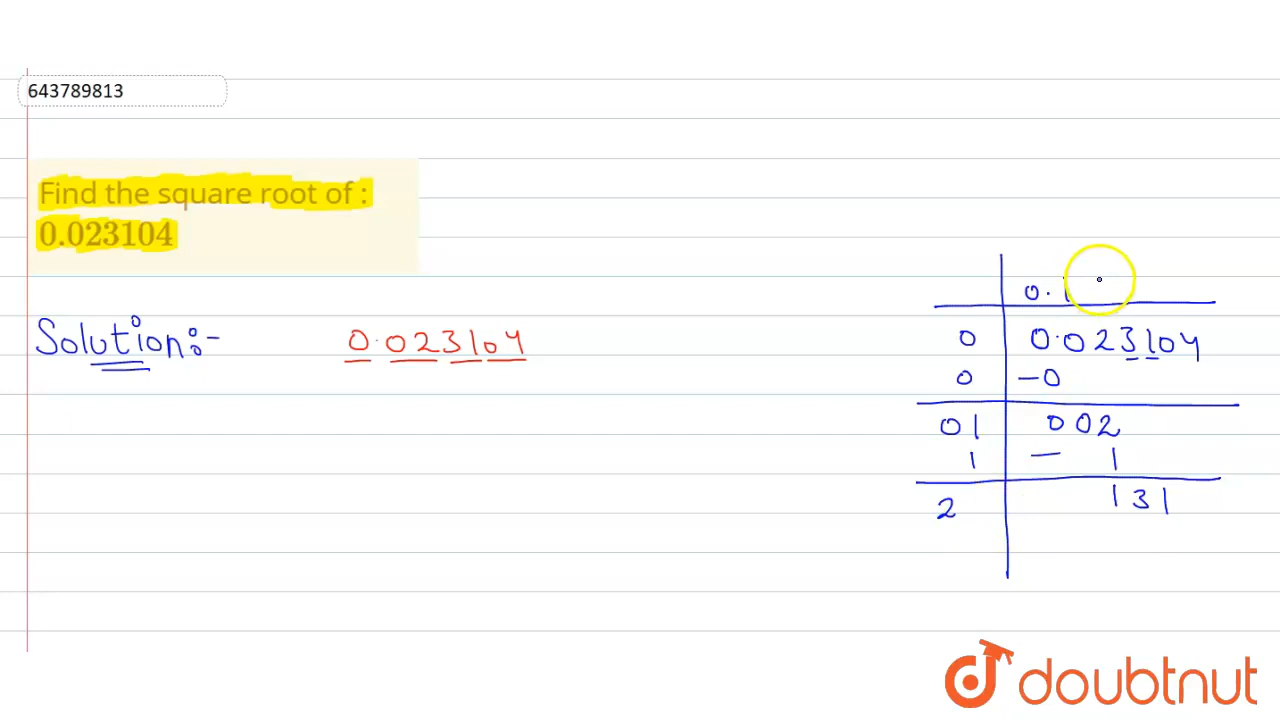 643789813
Find the square root of :
0.023104
Solution:-
0.023104
0.1
0 0.023104
0 -0
01 002
1 - 1
2 131
doubtnut